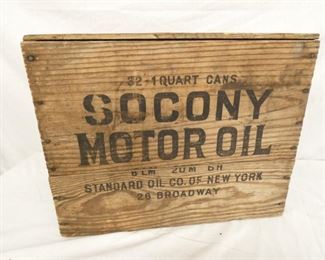 32-1 QUART CANS
SOCONY
MOTOR OIL
STANDARD OIL CO. OF NEW YORK
26 BROADWAY